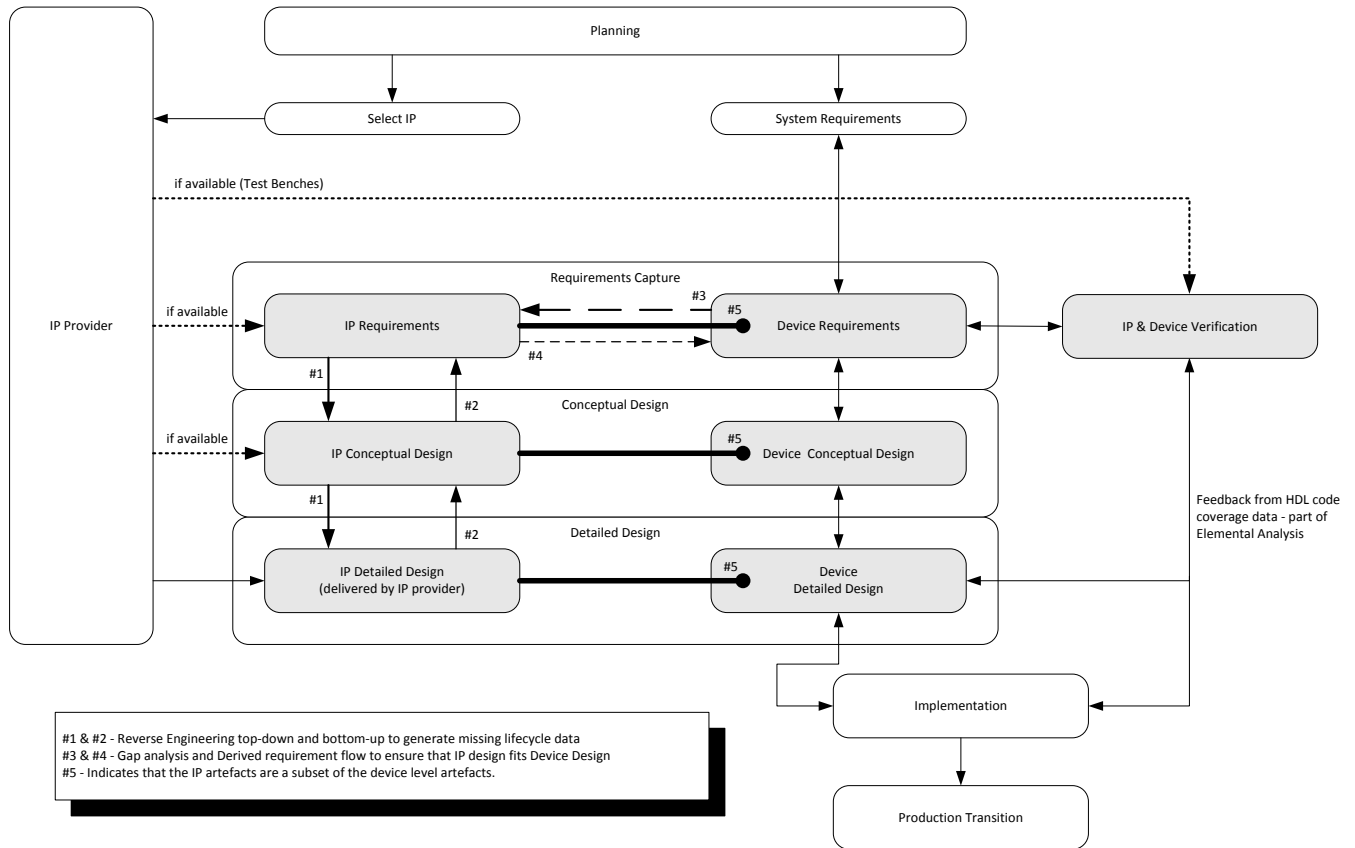 Planning
Select IP
System Requirements
if available (Test Benches)
IP Provider
Requirements Capture
if available
IP Requirements
#3
#5
#4
Device Requirements
IP & Device Verification
#1
#2
Conceptual Design
if available
IP Conceptual Design
#5
Device Conceptual Design
#1
#2
Detailed Design
IP Detailed Design
(delivered by IP provider)
#5
Device
Detailed Design
Feedback from HDL code
coverage data - part of
Elemental Analysis
Implementation
Production Transition
#1 & #2 - Reverse Engineering top-down and bottom-up to generate missing lifecycle data
#3 & #4 - Gap analysis and Derived requirement flow to ensure that IP design fits Device Design
#5 - Indicates that the IP artefacts are a subset of the device level artefacts.